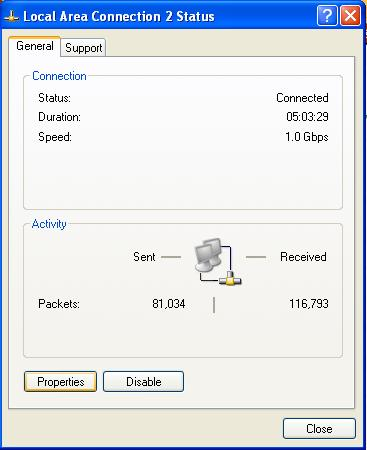 Local Area Connection 2 Status
General Support
Connection
Status: Connected
Duration: 05:03:29
Speed: 1.0 Gbps
Activity
Sent Received
Packets: 81,034 116,793
Properties Disable
Close